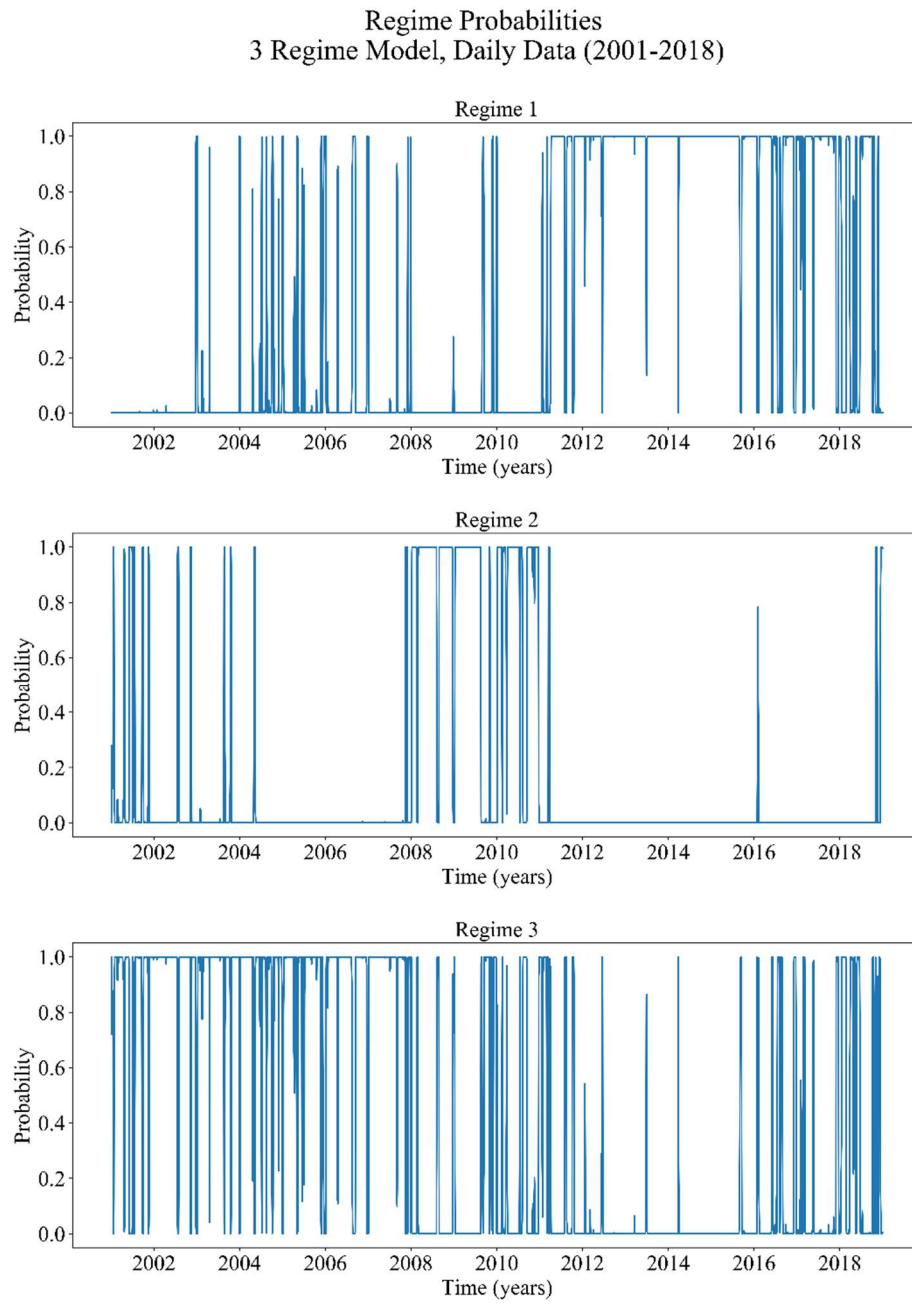 Regime Probabilities
3 Regime Model, Daily Data (2001-2018)
Regime 1
1.0
0.8
0.6
0.4
0.2
0.0
Probability
2002 2004 2006 2008 2010 2012 2014 2016 2018
Time (years)
Regime 2
1.0
0.8
0.6
0.4
0.2
0.0
Probability
2002 2004 2006 2008 2010 2012 2014 2016 2018
Time (years)
Regime 3
1.0
0.8
0.6
0.4
0.2
0.0
Probability
2002 2004 2006 2008 2010 2012 2014 2016 2018
Time (years)